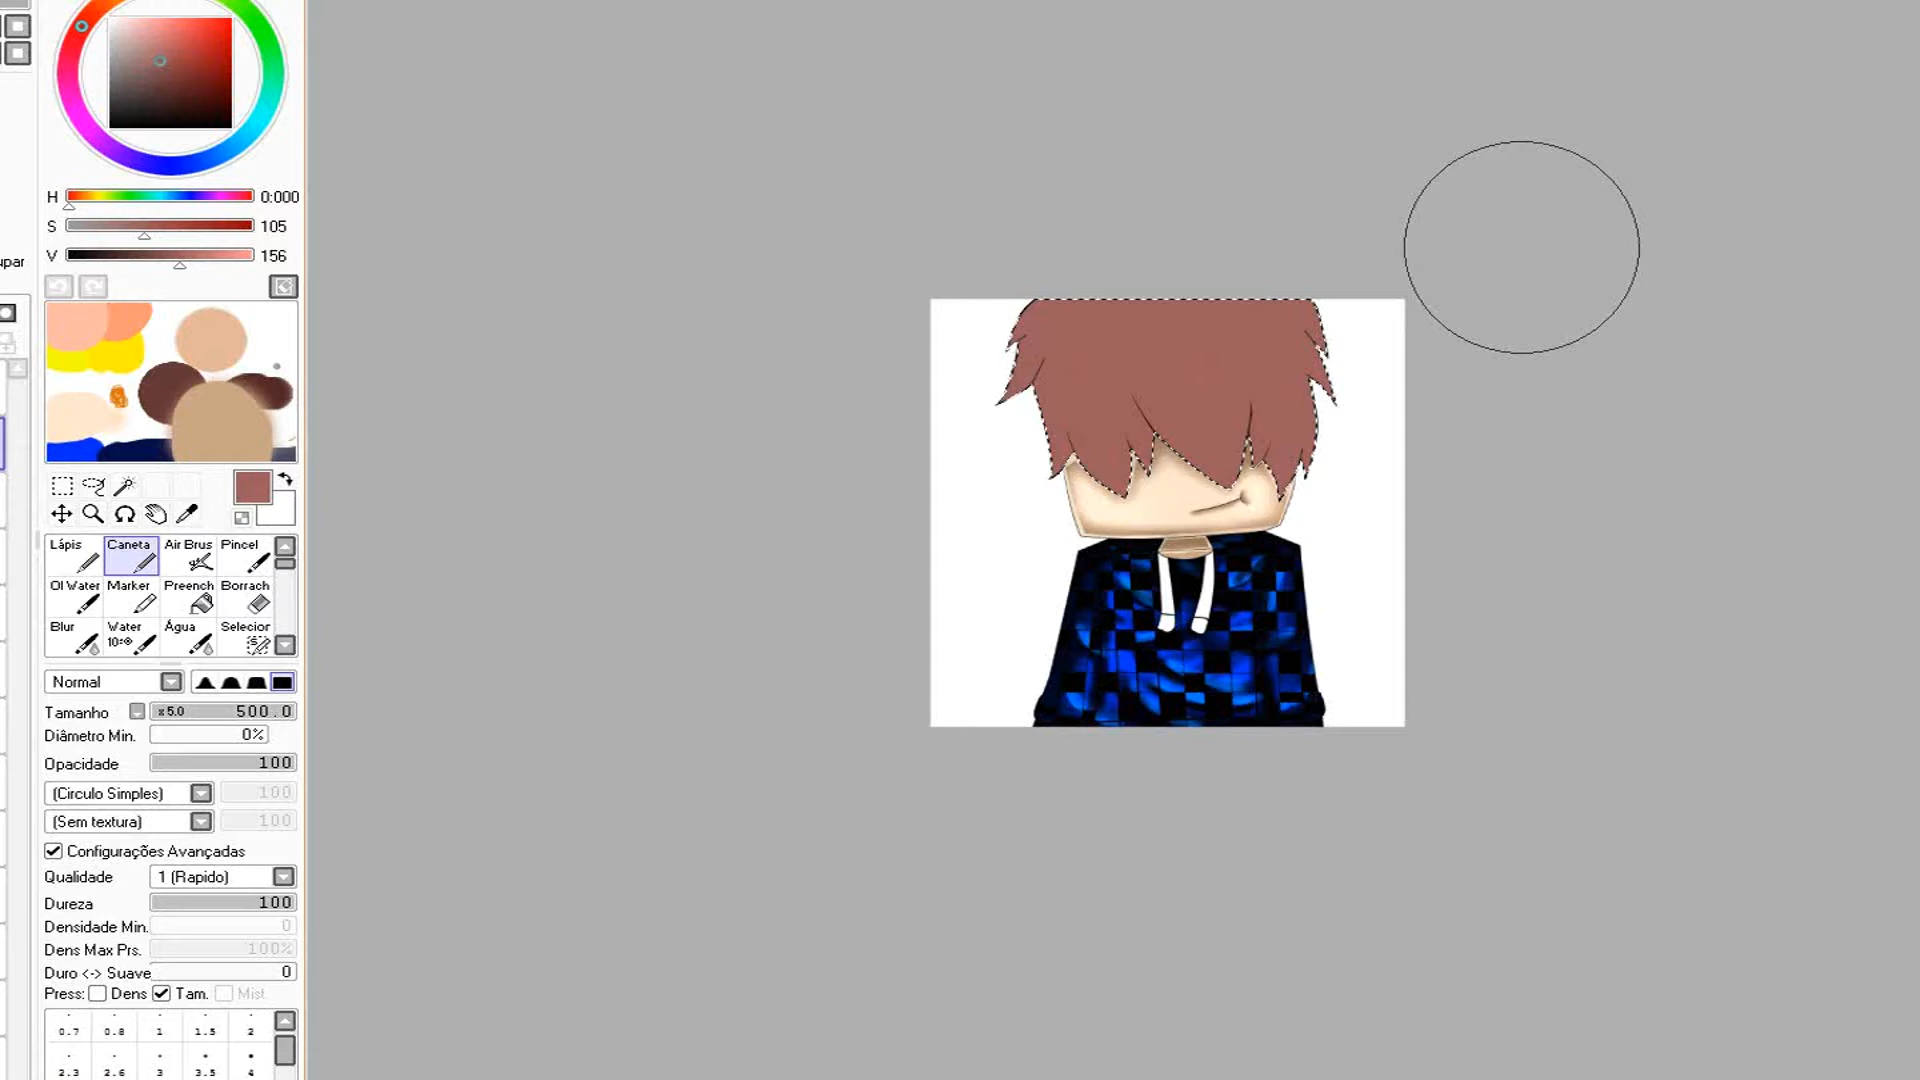 H 0:000
S 105
V 156
upar
Lápis Caneta Air Brus Pincel
Ol Water Marker Preench Borrach
Blur Water Água Selecior
Normal
Tamanho x 5.0 500.0
Diâmetro Min. 0%
Opacidade 100
(Circulo Simples) 100
(Sem textura) 100
Configurações Avançadas
Qualidade 1 (Rapido)
Dureza 100
Densidade Min. 0
Dens Max Prs. 100%
Duro <-> Suave 0
Press: Dens Tam. Mist.
0.7 0.8 1 1.5 2
2.3 2.6 3 3.5 4